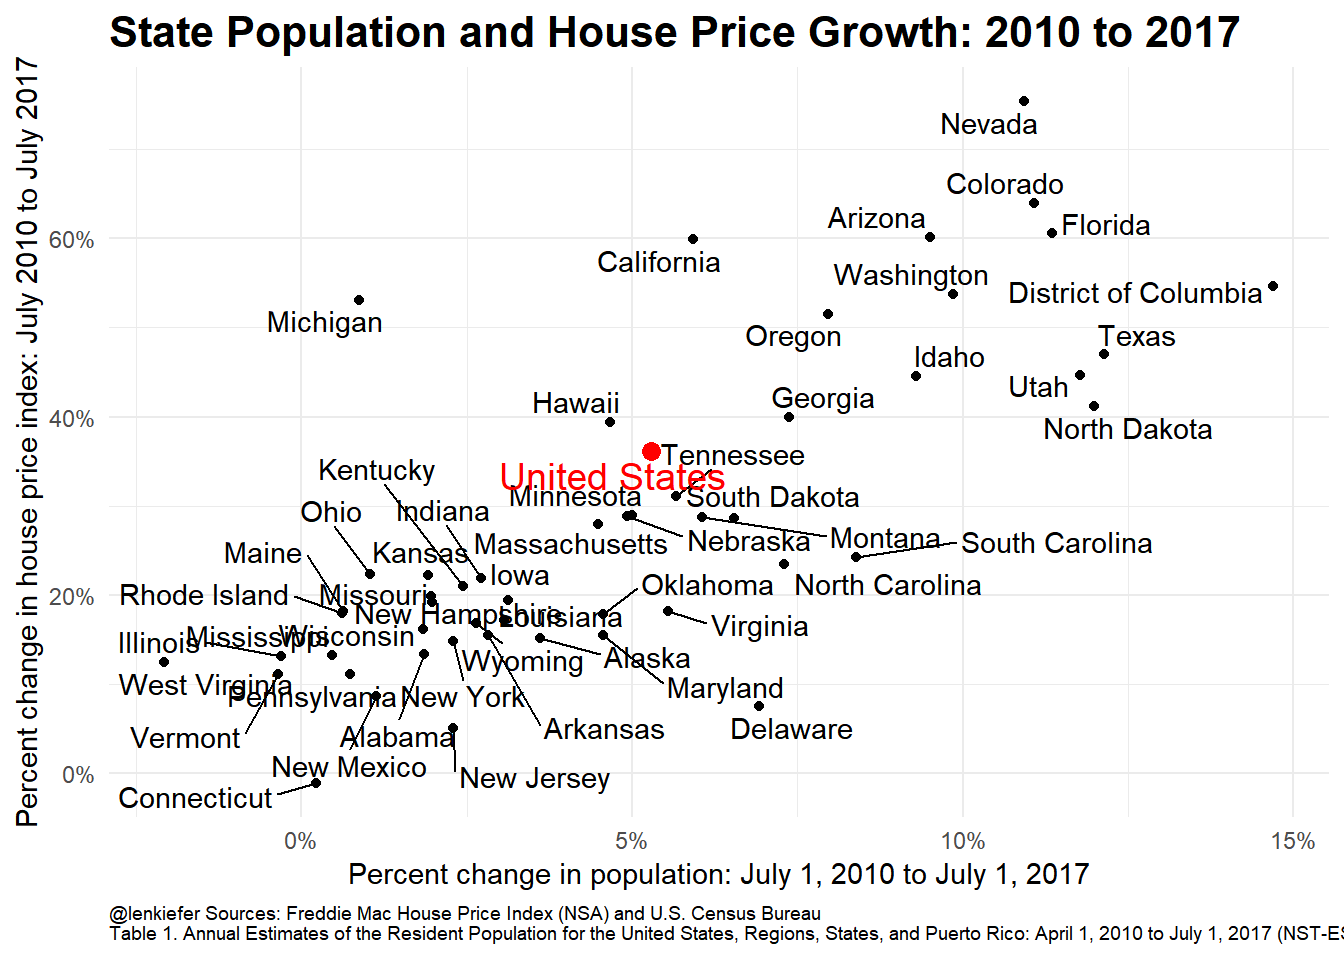 State Population and House Price Growth: 2010 to 2017
Percent change in house price index: July 2010 to July 2017
Nevada
Colorado
Arizona
Florida
60%
California
Washington
District of Columbia
Michigan
Oregon
Texas
Idaho
Utah
Hawaii
Georgia
40%
North Dakota
Tennessee
Kentucky
United States
Minnesota
South Dakota
Ohio
Indiana
Montana
Nebraska
South Carolina
Massachusetts
Maine
Kansas
Iowa
Oklahoma
North Carolina
20%
Rhode Island
Missouri
New Hampshire
Louisiana
Virginia
Illinois
Mississippi
Wisconsin
Wyoming
Alaska
West Virginia
Pennsylvania
New York
Maryland
Vermont
Alabama
Arkansas
Delaware
New Mexico
0%
New Jersey
Connecticut
0%
5%
10%
15%
Percent change in population: July 1, 2010 to July 1, 2017
@lenkiefer Sources: Freddie Mac House Price Index (NSA) and U.S. Census Bureau
Table 1. Annual Estimates of the Resident Population for the United States, Regions, States, and Puerto Rico: April 1, 2010 to July 1, 2017 (NST-ES